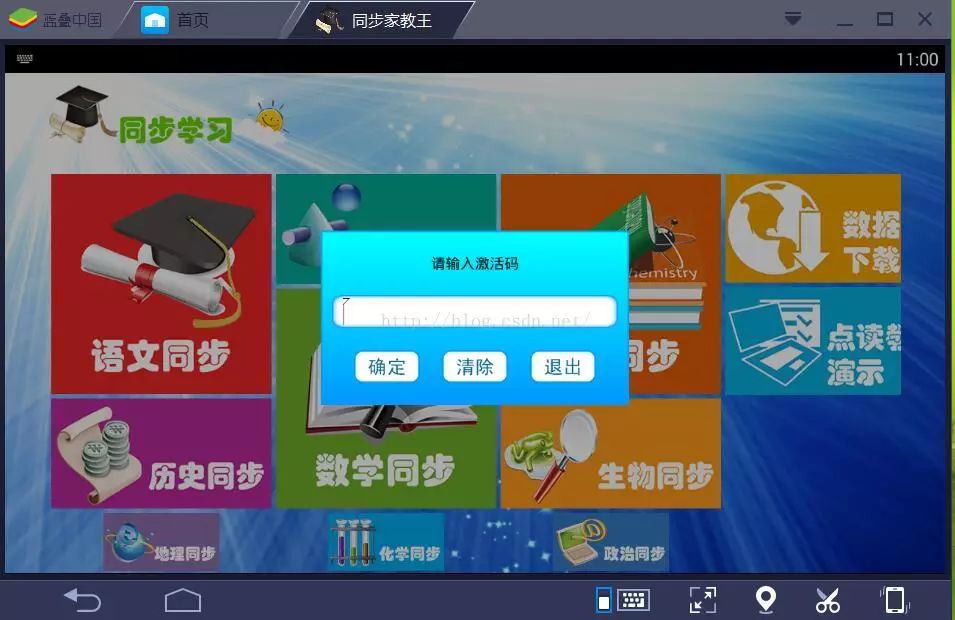 蓝叠中国
首页
同步家教王
11:00
同步学习
请输入激活码
http://blog.csdn.net/
确定
清除
退出
语文同步
hemistry
同步
数据
下载
点读教
演示
历史同步
数学同步
生物同步
地理同步
化学同步
政治同步